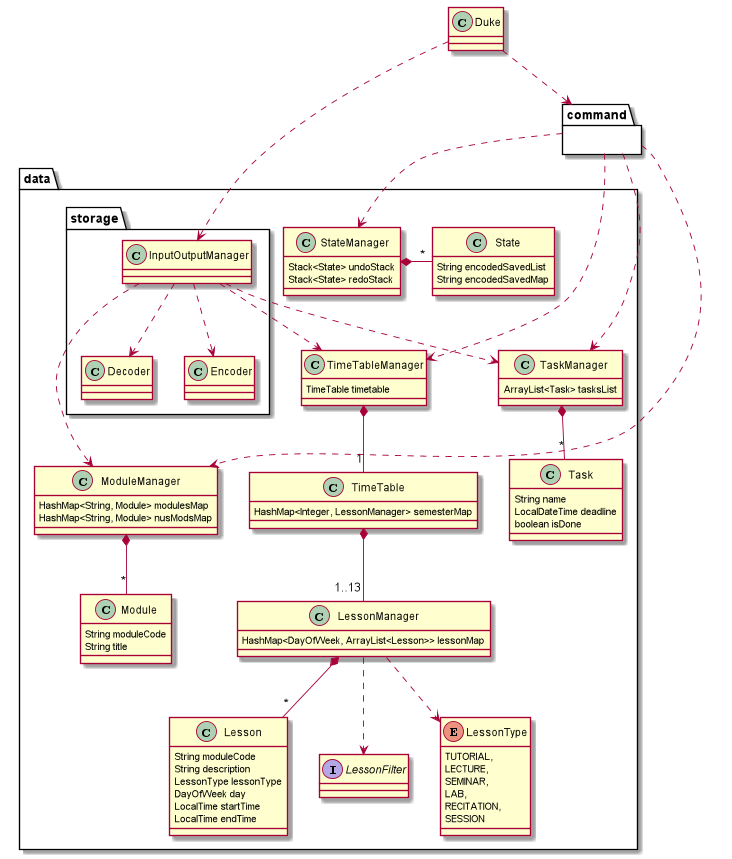 C Duke
command
data
storage
C InputOutputManager
C StateManager
Stack<State> undoStack
Stack<State> redoStack
*
C State
String encodedSavedList
String encodedSavedMap
C Decoder
C Encoder
C TimeTableManager
TimeTable timetable
C TaskManager
ArrayList<Task> tasksList
1
*
C ModuleManager
HashMap<String, Module> modulesMap
HashMap<String, Module> nusModsMap
C TimeTable
HashMap<Integer, LessonManager> semesterMap
C Task
String name
LocalDateTime deadline
boolean isDone
*
1..13
C Module
String moduleCode
String title
C LessonManager
HashMap<DayOfWeek, ArrayList<Lesson>> lessonMap
*
C Lesson
String moduleCode
String description
LessonType lessonType
DayOfWeek day
LocalTime startTime
LocalTime endTime
I LessonFilter
E LessonType
TUTORIAL,
LECTURE,
SEMINAR,
LAB,
RECITATION,
SESSION